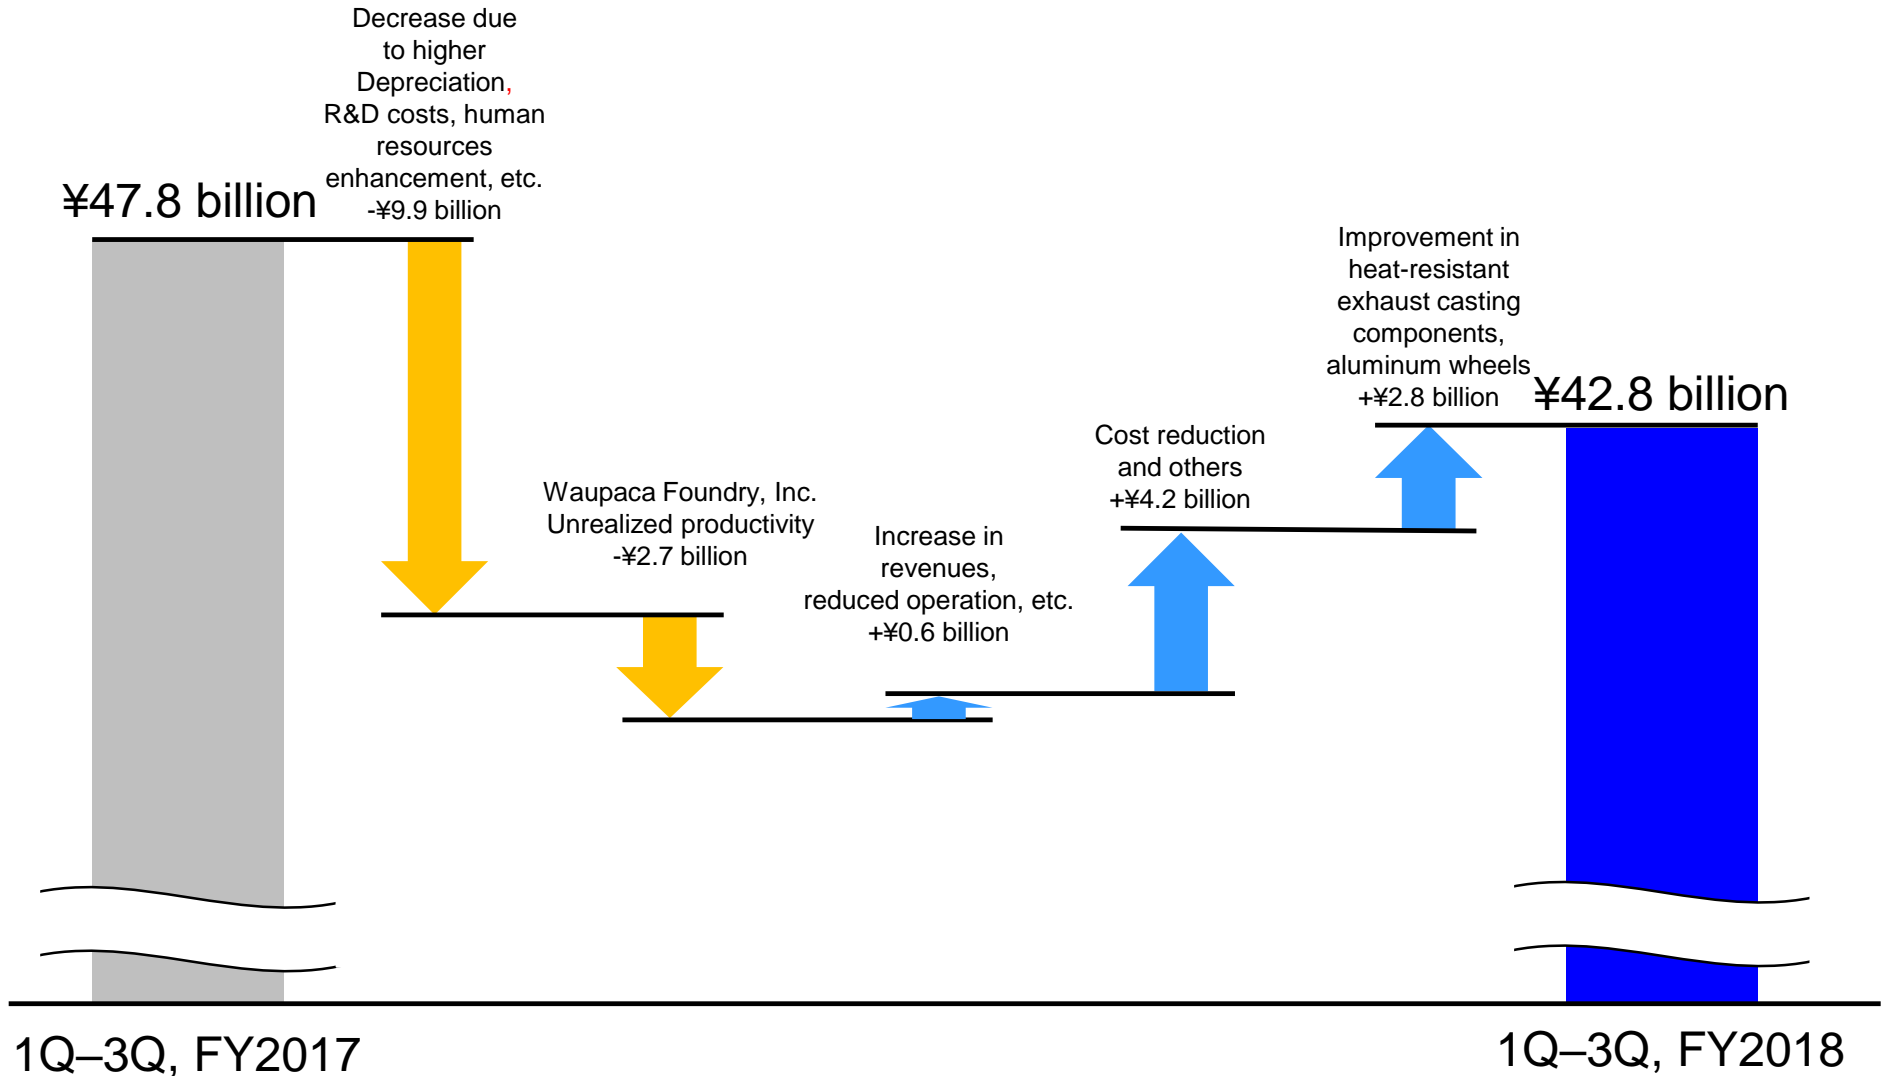 Decrease due
to higher
Depreciation,
R&D costs, human
resources
enhancement, etc.
-¥9.9 billion
¥47.8 billion
Waupaca Foundry, Inc.
Unrealized productivity
-¥2.7 billion
Increase in
revenues,
reduced operation, etc.
+¥0.6 billion
Cost reduction
and others
+¥4.2 billion
Improvement in
heat-resistant
exhaust casting
components,
aluminum wheels
+¥2.8 billion
¥42.8 billion
1Q–3Q, FY2017
1Q–3Q, FY2018